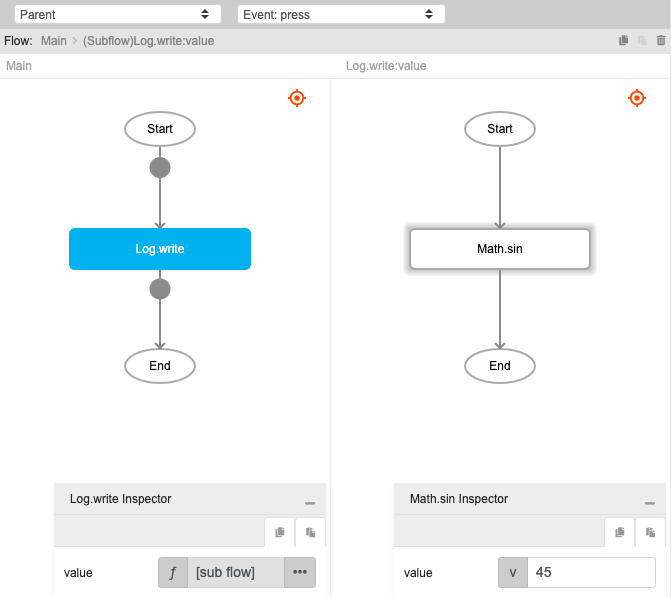 Parent Event: press
Flow: Main > (Subflow)Log.write:value
Main Log.write:value
Start Start
Log.write Math.sin
End End
Log.write Inspector Math.sin Inspector
value ƒ [sub flow] ••• value v 45